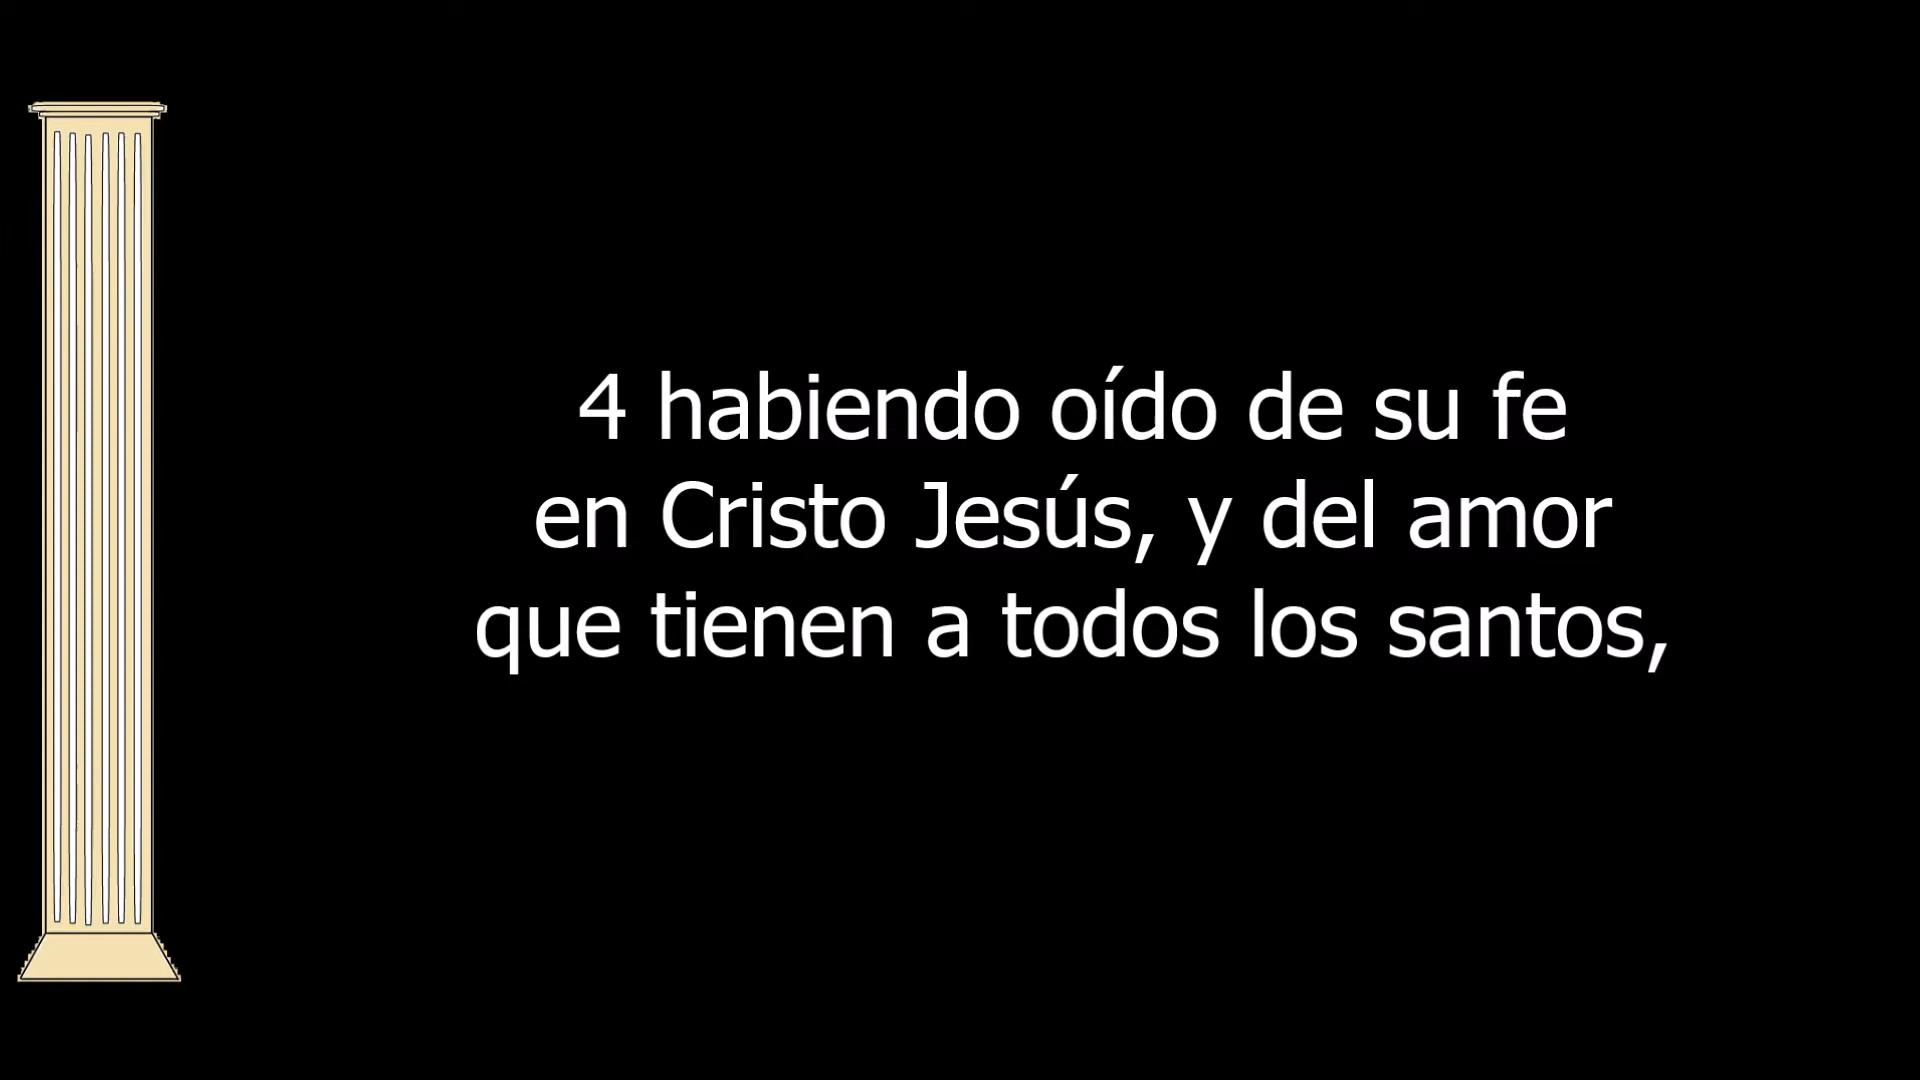 4 habiendo oído de su fe
en Cristo Jesús, y del amor
que tienen a todos los santos,